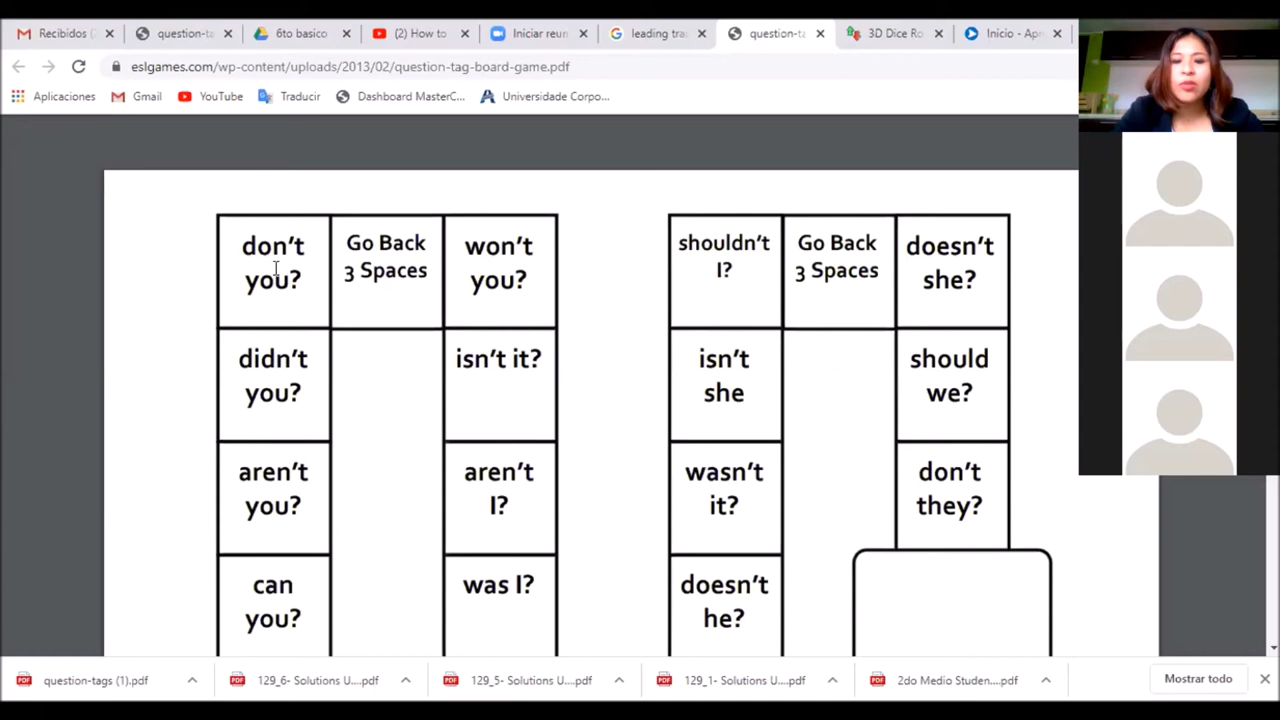 Recibidos (
question-ta
6to basico
(2) How to
Iniciar reun
leading tra
question-ta
3D Dice Ro
Inicio - Apr
eslgames.com/wp-content/uploads/2013/02/question-tag-board-game.pdf
Aplicaciones
Gmail
YouTube
Traducir
Dashboard MasterC...
Universidade Corpo...
don't
you?
Go Back
3 Spaces
won't
you?
shouldn't
I?
Go Back
3 Spaces
doesn't
she?
didn't
you?
isn't it?
isn't
she
should
we?
aren't
you?
aren't
I?
wasn't
it?
don't
they?
can
you?
was I?
doesn't
he?
question-tags (1).pdf
129_6- Solutions U....pdf
129_5- Solutions U....pdf
129_1- Solutions U....pdf
2do Medio Studen....pdf
Mostrar todo